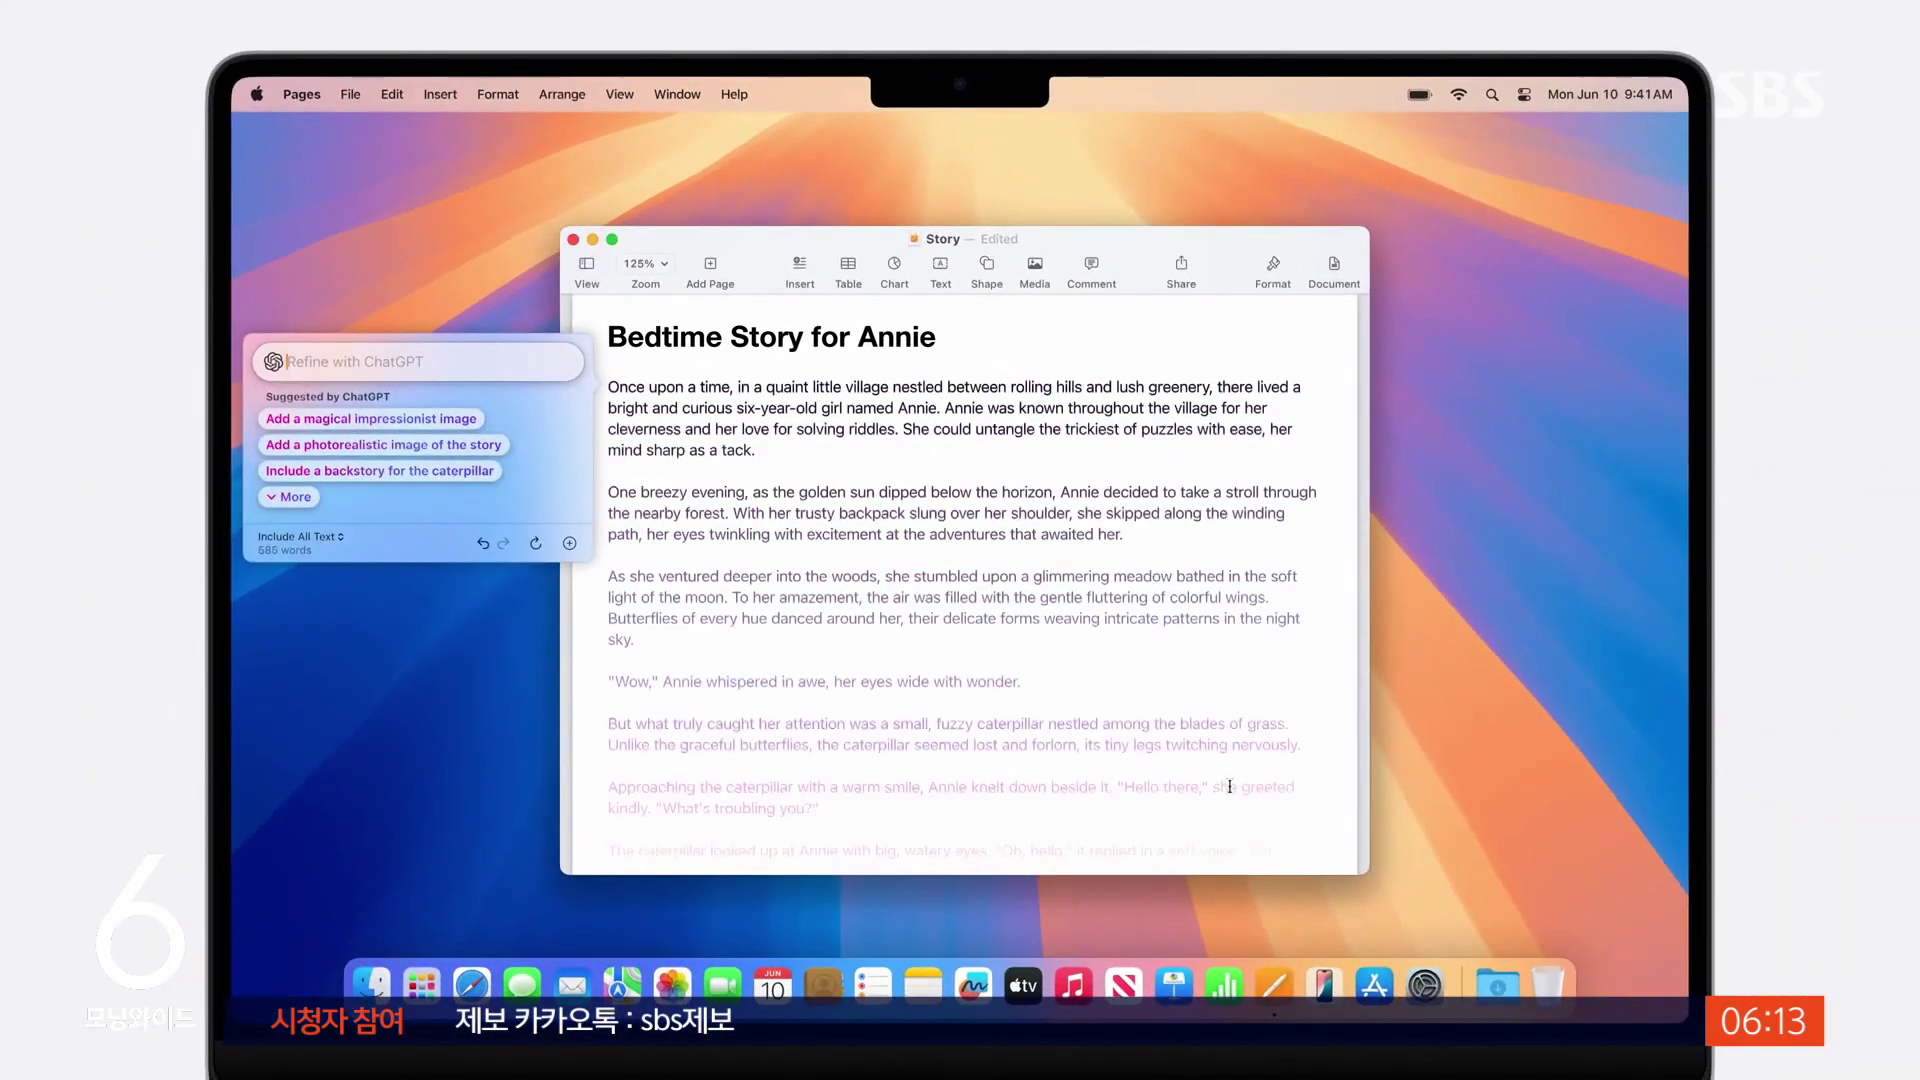 SBS
Pages File Edit Insert Format Arrange View Window Help
Mon Jun 10 9:41 AM
Story — Edited
125%
View Zoom Add Page Insert Table Chart Text Shape Media Comment Share Format Document
Refine with ChatGPT
Suggested by ChatGPT
Add a magical impressionist image
Add a photorealistic image of the story
Include a backstory for the caterpillar
More
Include All Text
585 words
Bedtime Story for Annie
Once upon a time, in a quaint little village nestled between rolling hills and lush greenery, there lived a
bright and curious six-year-old girl named Annie. Annie was known throughout the village for her
cleverness and her love for solving riddles. She could untangle the trickiest of puzzles with ease, her
mind sharp as a tack.
One breezy evening, as the golden sun dipped below the horizon, Annie decided to take a stroll through
the nearby forest. With her trusty backpack slung over her shoulder, she skipped along the winding
path, her eyes twinkling with excitement at the adventures that awaited her.
As she ventured deeper into the woods, she stumbled upon a glimmering meadow bathed in the soft
light of the moon. To her amazement, the air was filled with the gentle fluttering of colorful wings.
Butterflies of every hue danced around her, their delicate forms weaving intricate patterns in the night
sky.
"Wow," Annie whispered in awe, her eyes wide with wonder.
But what truly caught her attention was a small, fuzzy caterpillar nestled among the blades of grass.
Unlike the graceful butterflies, the caterpillar seemed lost and forlorn, its tiny legs twitching nervously.
Approaching the caterpillar with a warm smile, Annie knelt down beside it. "Hello there," she greeted
kindly. "What's troubling you?"
The caterpillar looked up at Annie with big, watery eyes. "Oh, hello," it replied in a soft voice.
JUN
10
tv
6
모닝와이드
시청자 참여 제보 카카오톡 : sbs제보
06:13